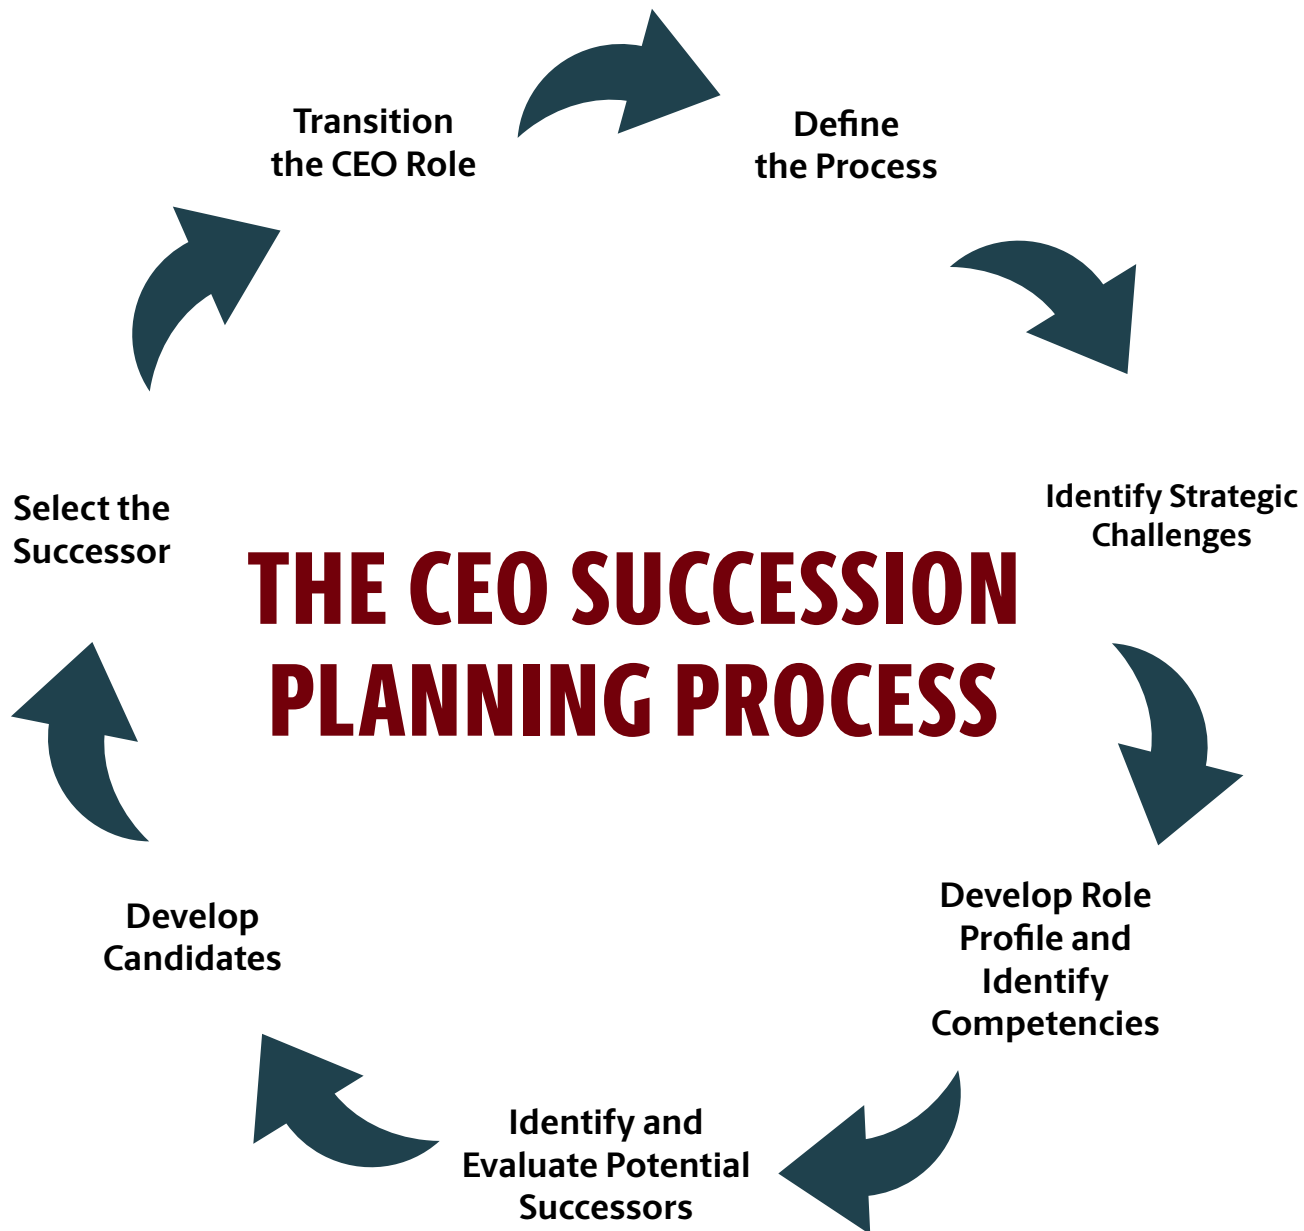 Transition
the CEO Role
Define
the Process
Identify Strategic
Challenges
Select the
Successor
THE CEO SUCCESSION
PLANNING PROCESS
Develop Role
Profile and
Identify
Competencies
Develop
Candidates
Identify and
Evaluate Potential
Successors